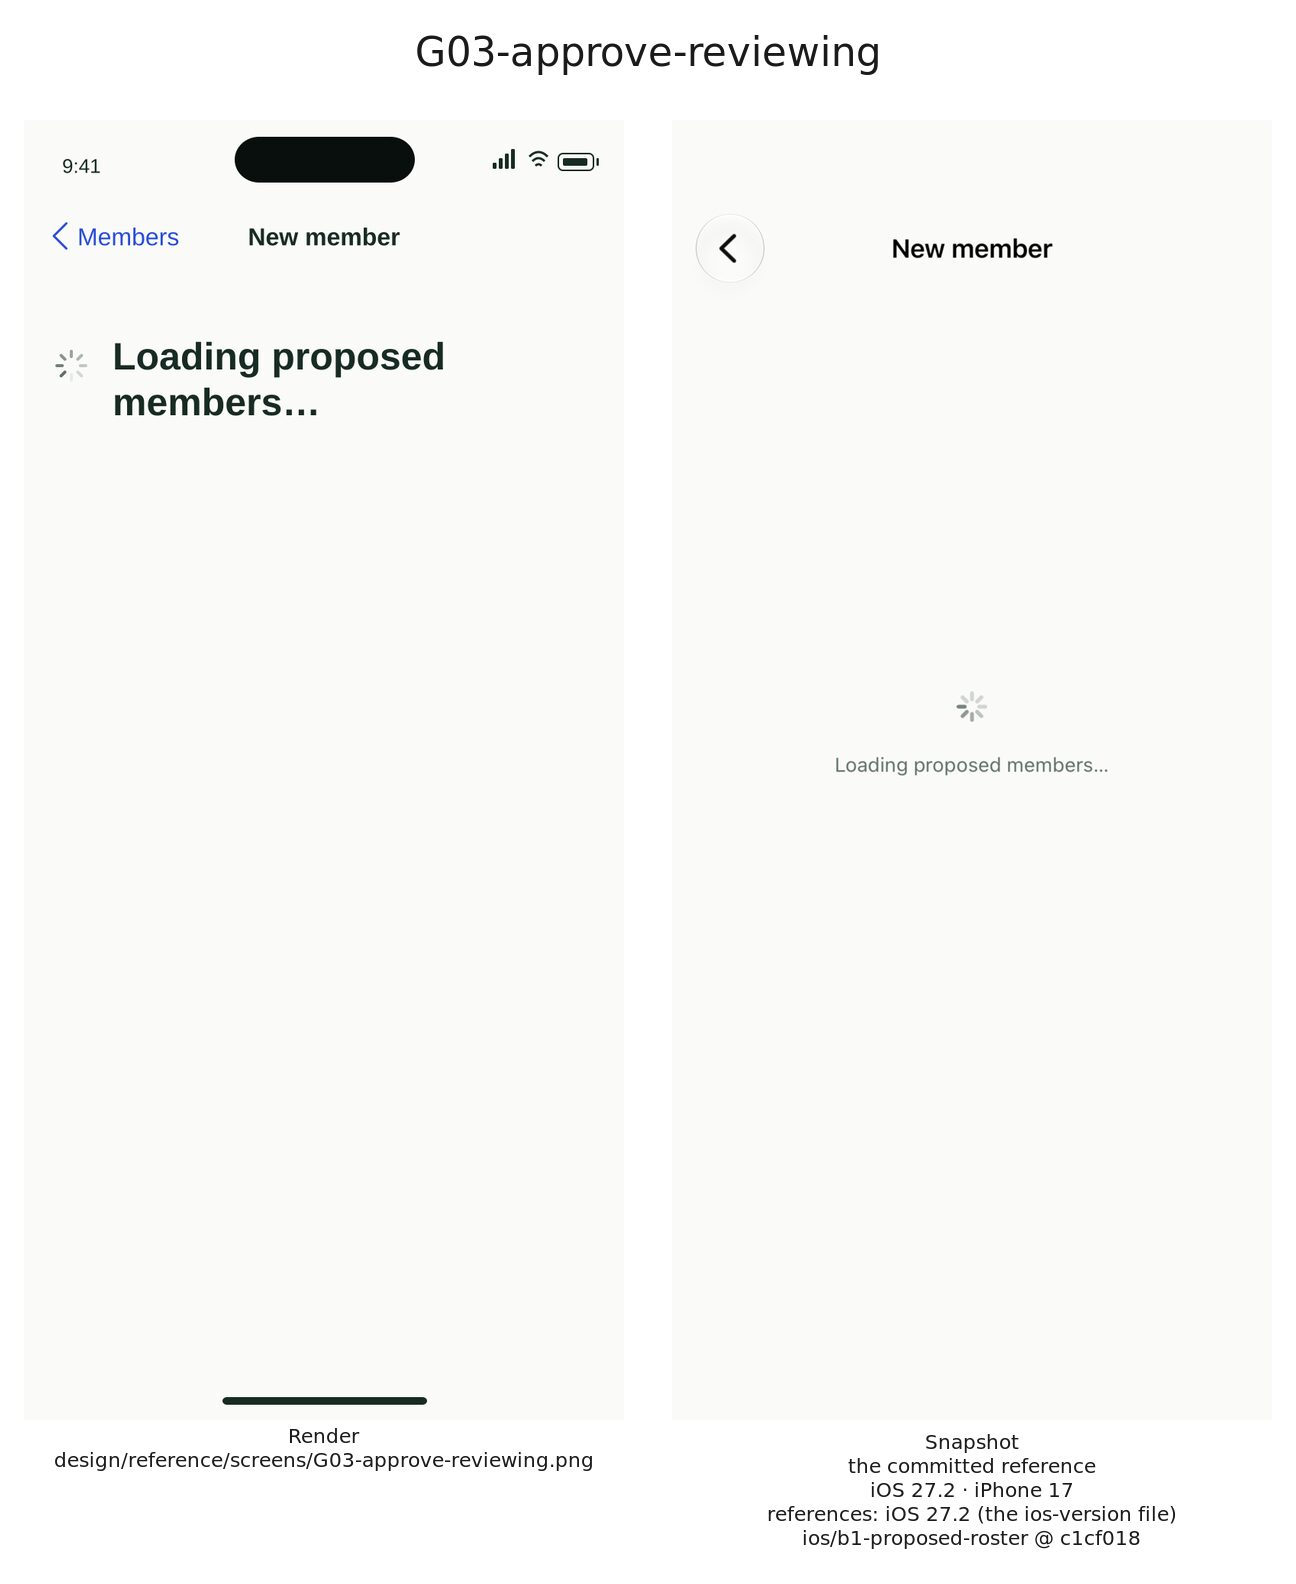 G03-approve-reviewing
9:41
Members
New member
Loading proposed
members…
Render
design/reference/screens/G03-approve-reviewing.png
New member
Loading proposed members…
Snapshot
the committed reference
iOS 27.2 · iPhone 17
references: iOS 27.2 (the ios-version file)
ios/b1-proposed-roster @ c1cf018